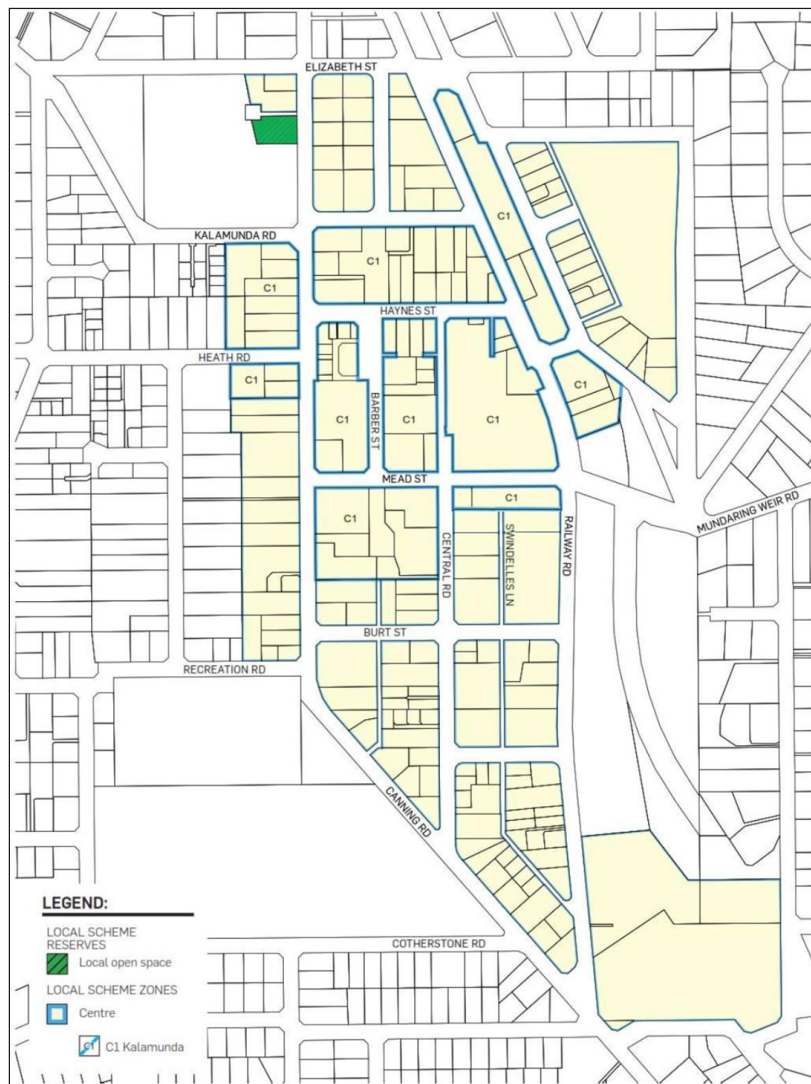 ELIZABETH ST
C1
KALAMUNDA RD
C1
C1
HAYNES ST
HEATH RD
C1
C1
C1
BARBER ST
C1
C1
C1
MEAD ST
C1
C1
MUNDARING WEIR RD
CENTRAL RD
SWINDELLES LN
RAILWAY RD
BURT ST
RECREATION RD
CANNING RD
COTHERSTONE RD
LEGEND:
LOCAL SCHEME
RESERVES
Local open space
LOCAL SCHEME ZONES
Centre
C1 C1 Kalamunda